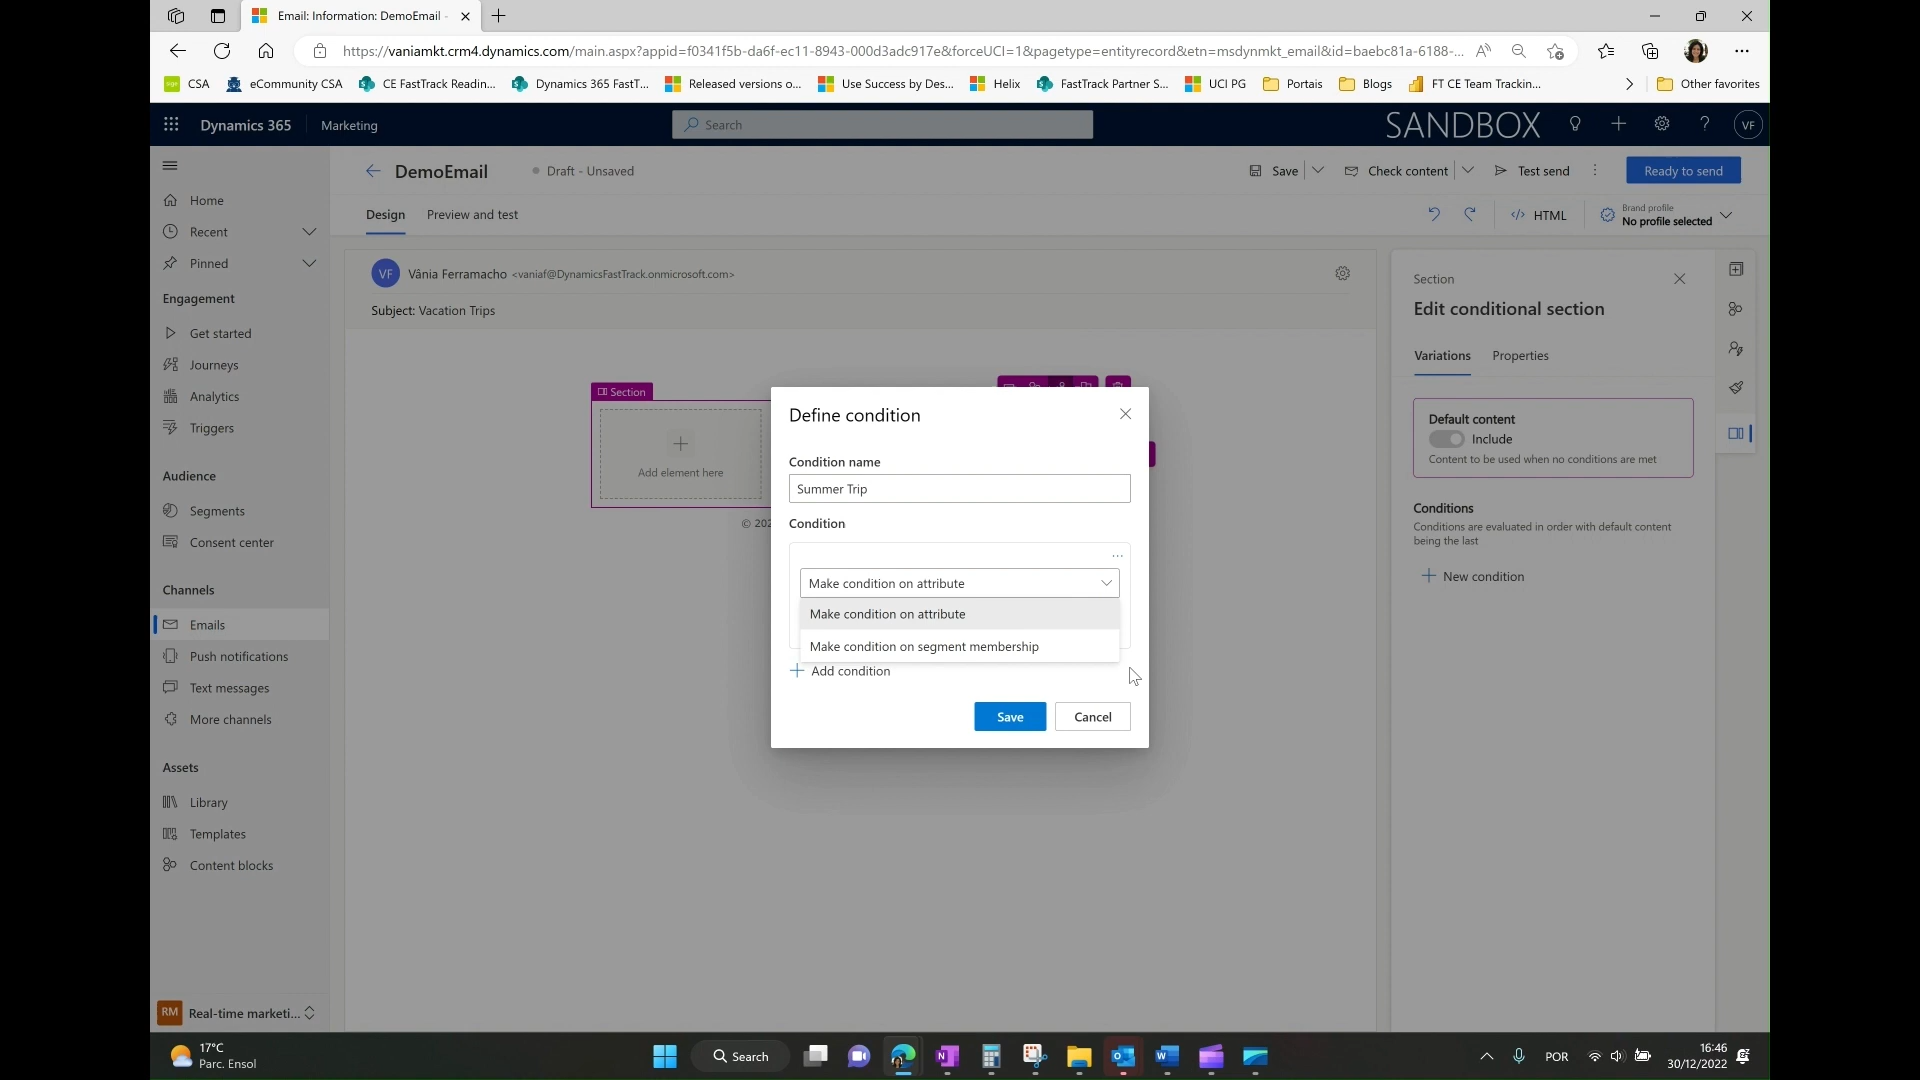 Email: Information: DemoEmail -
https://vaniamkt.crm4.dynamics.com/main.aspx?appid=f0341f5b-da6f-ec11-8943-000d3adc917e&forceUCI=1&pagetype=entityrecord&etn=msdynmkt_email&id=baebc81a-6188-...
CSA eCommunity CSA CE FastTrack Readin... Dynamics 365 FastT... Released versions o... Use Success by Des... Helix FastTrack Partner S... UCI PG Portais Blogs FT CE Team Trackin... Other favorites
Dynamics 365 Marketing Search SANDBOX VF
DemoEmail Draft - Unsaved Save Check content Test send Ready to send
Design Preview and test HTML Brand profile
No profile selected
Home
Recent
Pinned
Engagement
Get started
Journeys
Analytics
Triggers
Audience
Segments
Consent center
Channels
Emails
Push notifications
Text messages
More channels
Assets
Library
Templates
Content blocks
RM Real-time marketi...
VF Vânia Ferramacho <vaniaf@DynamicsFastTrack.onmicrosoft.com>
Subject: Vacation Trips
Section
Add element here
© 202
Define condition
Condition name
Summer Trip
Condition
...
Make condition on attribute
Make condition on attribute
Make condition on segment membership
Add condition
Save Cancel
Section
Edit conditional section
Variations Properties
Default content
Include
Content to be used when no conditions are met
Conditions
Conditions are evaluated in order with default content
being the last
New condition
17°C
Parc. Ensol
Search
POR
16:46
30/12/2022